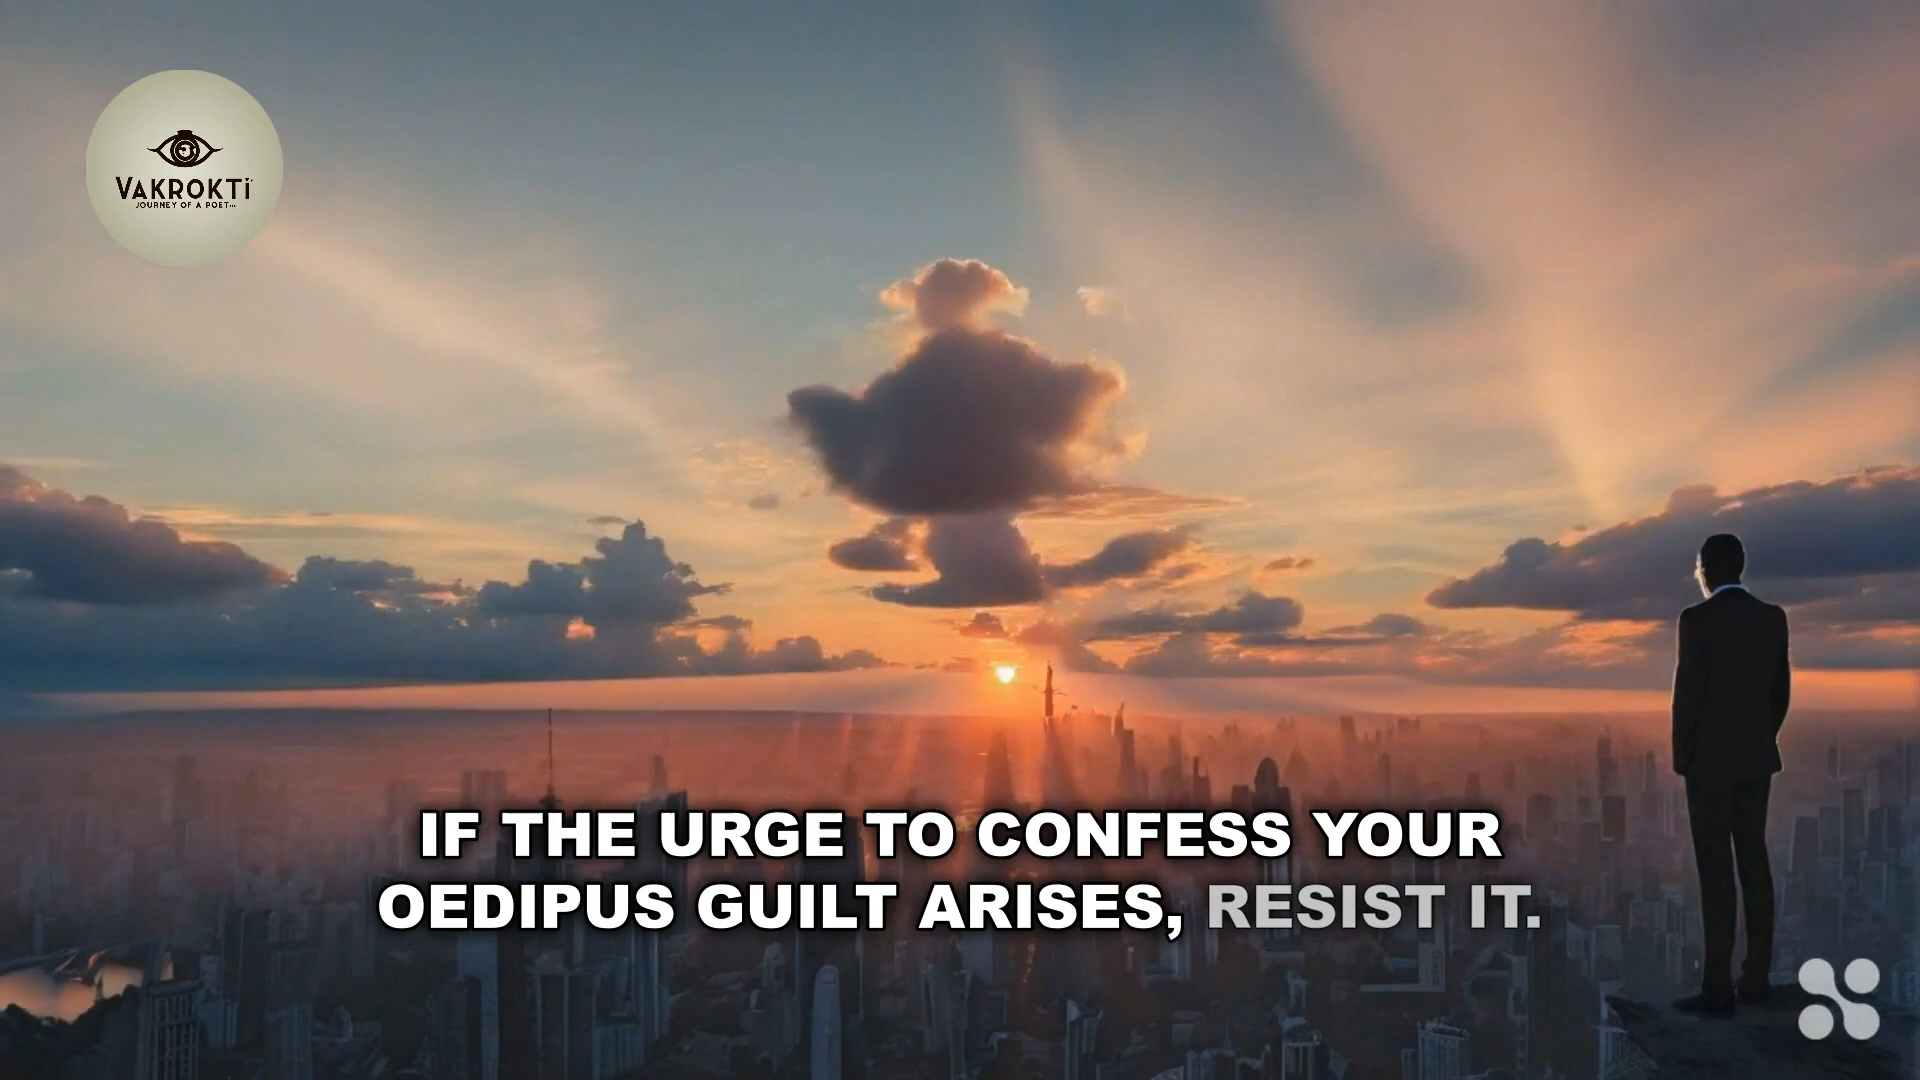 VAKROKTI
JOURNEY OF A POET...
IF THE URGE TO CONFESS YOUR
OEDIPUS GUILT ARISES, RESIST IT.